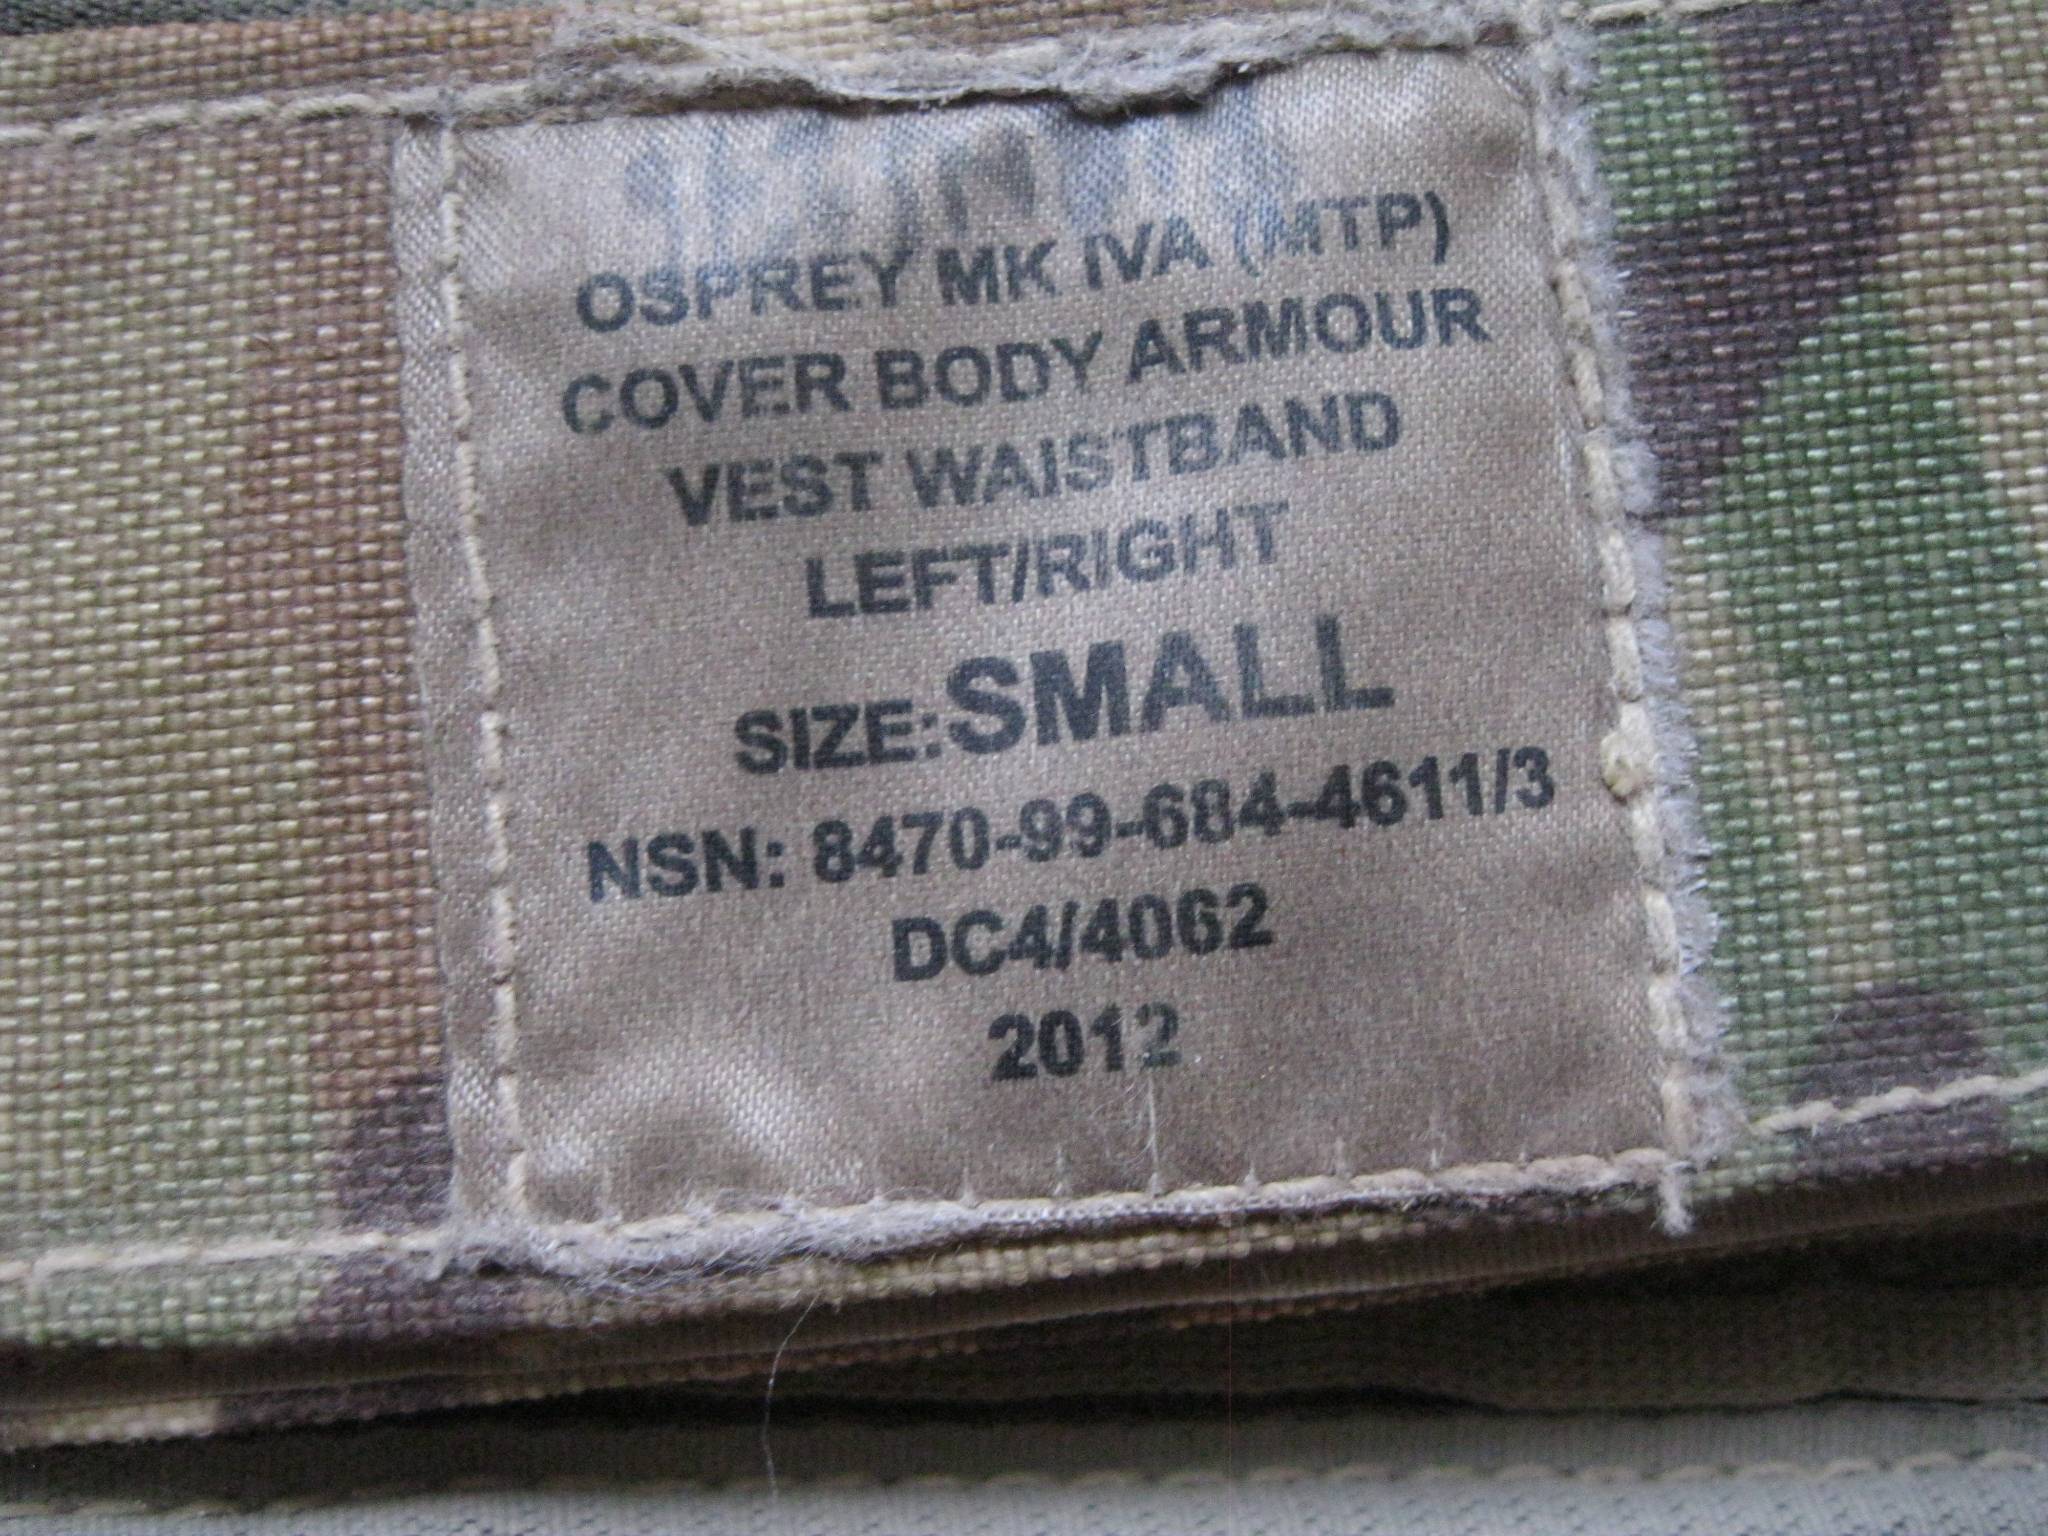 OSPREY MK IVA (MTP)
COVER BODY ARMOUR
VEST WAISTBAND
LEFT/RIGHT
SIZE:SMALL
NSN: 8470-99-684-4611/3
DC4/4062
2012